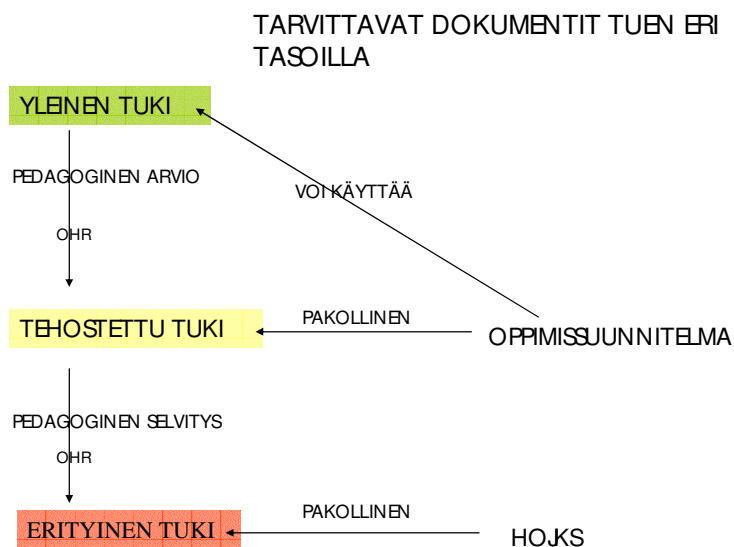 TARVITTAVAT DOKUMENTIT TUEN ERI
TASOILLA
YLEINEN TUKI
PEDAGOGINEN ARVIO
VOI KÄYTTÄÄ
OHR
TEHOSTETTU TUKI
PAKOLLINEN
OPPIMISSUUNNITELMA
PEDAGOGINEN SELVITYS
OHR
ERITYINEN TUKI
PAKOLLINEN
HOJKS